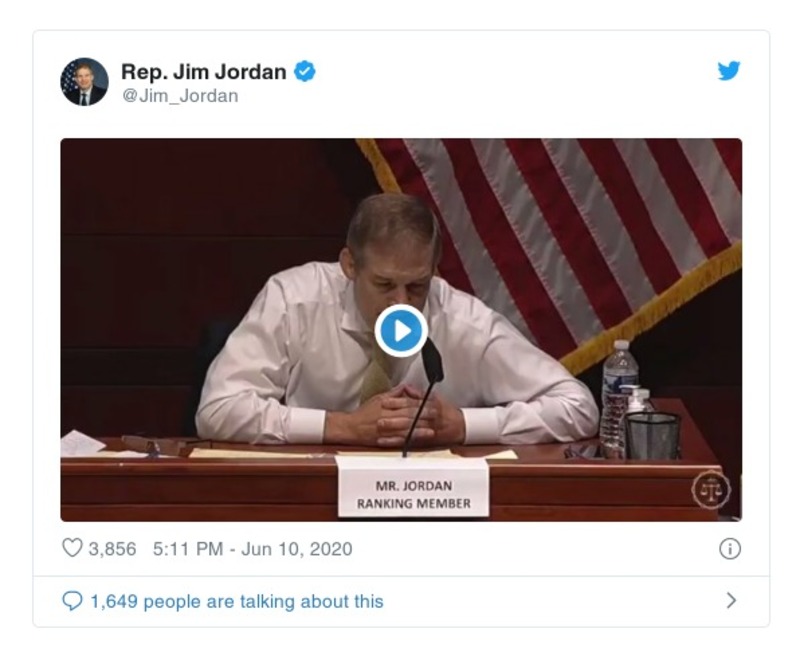 Rep. Jim Jordan
@Jim_Jordan
MR. JORDAN
RANKING MEMBER
3,856 5:11 PM - Jun 10, 2020
1,649 people are talking about this